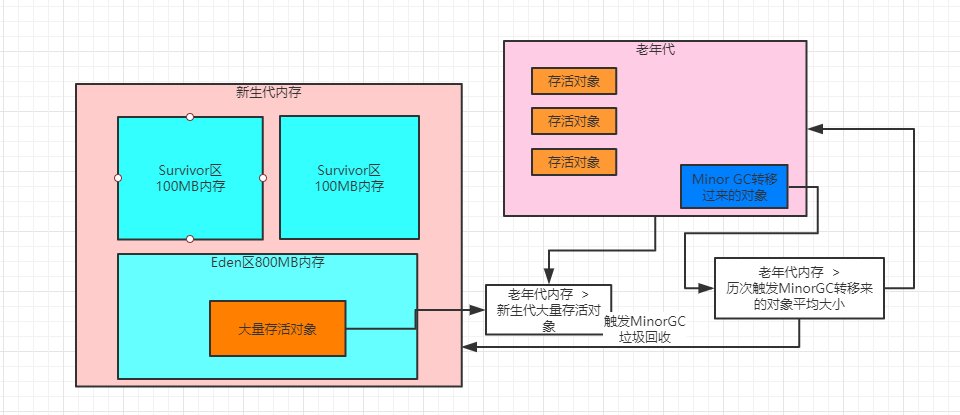 新生代内存
Survivor区
100MB内存
Survivor区
100MB内存
Eden区800MB内存
大量存活对象
老年代
存活对象
存活对象
存活对象
Minor GC转移
过来的对象
老年代内存 >
新生代大量存活对
象
触发MinorGC
垃圾回收
老年代内存 >
历次触发MinorGC转移来
的对象平均大小